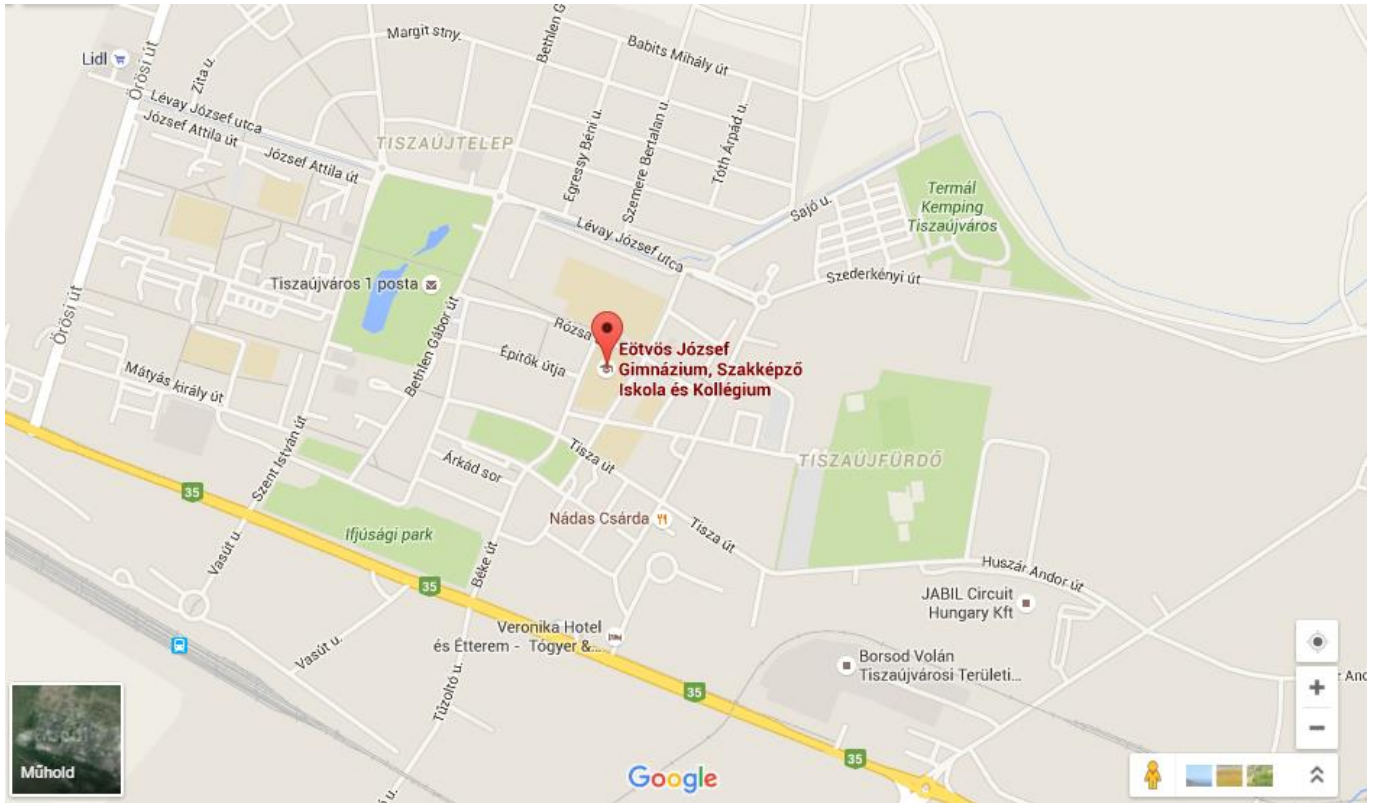 Margit stny.
Bethlen G
Babits Mihály út
Lidl
Örösi út
Zita u.
Lévay József utca
József Attila út
József Attila út
TISZAÚJTELEP
Egressy Béni u.
Szemere Bertalan u.
Tóth Árpád u.
Termál
Kemping
Tiszaújváros
Sajó u.
Lévay József utca
Szederkényi út
Tiszaújváros 1 posta
Örösi út
Bethlen Gábor út
Rózsa
Építők útja
Eötvös József
Gimnázium, Szakképző
Iskola és Kollégium
Mátyás király út
Szent István út
Árkád sor
Tisza út
TISZAÚJFÜRDŐ
35
Nádas Csárda
Tisza út
Ifjúsági park
Vasút u.
Béke út
35
Huszár Andor út
JABIL Circuit
Hungary Kft
Veronika Hotel
és Étterem - Tógyer &...
Vasút u.
Borsod Volán
Tiszaújvárosi Területi...
Tűzoltó u.
35
35
r And
u.
Műhold
Google